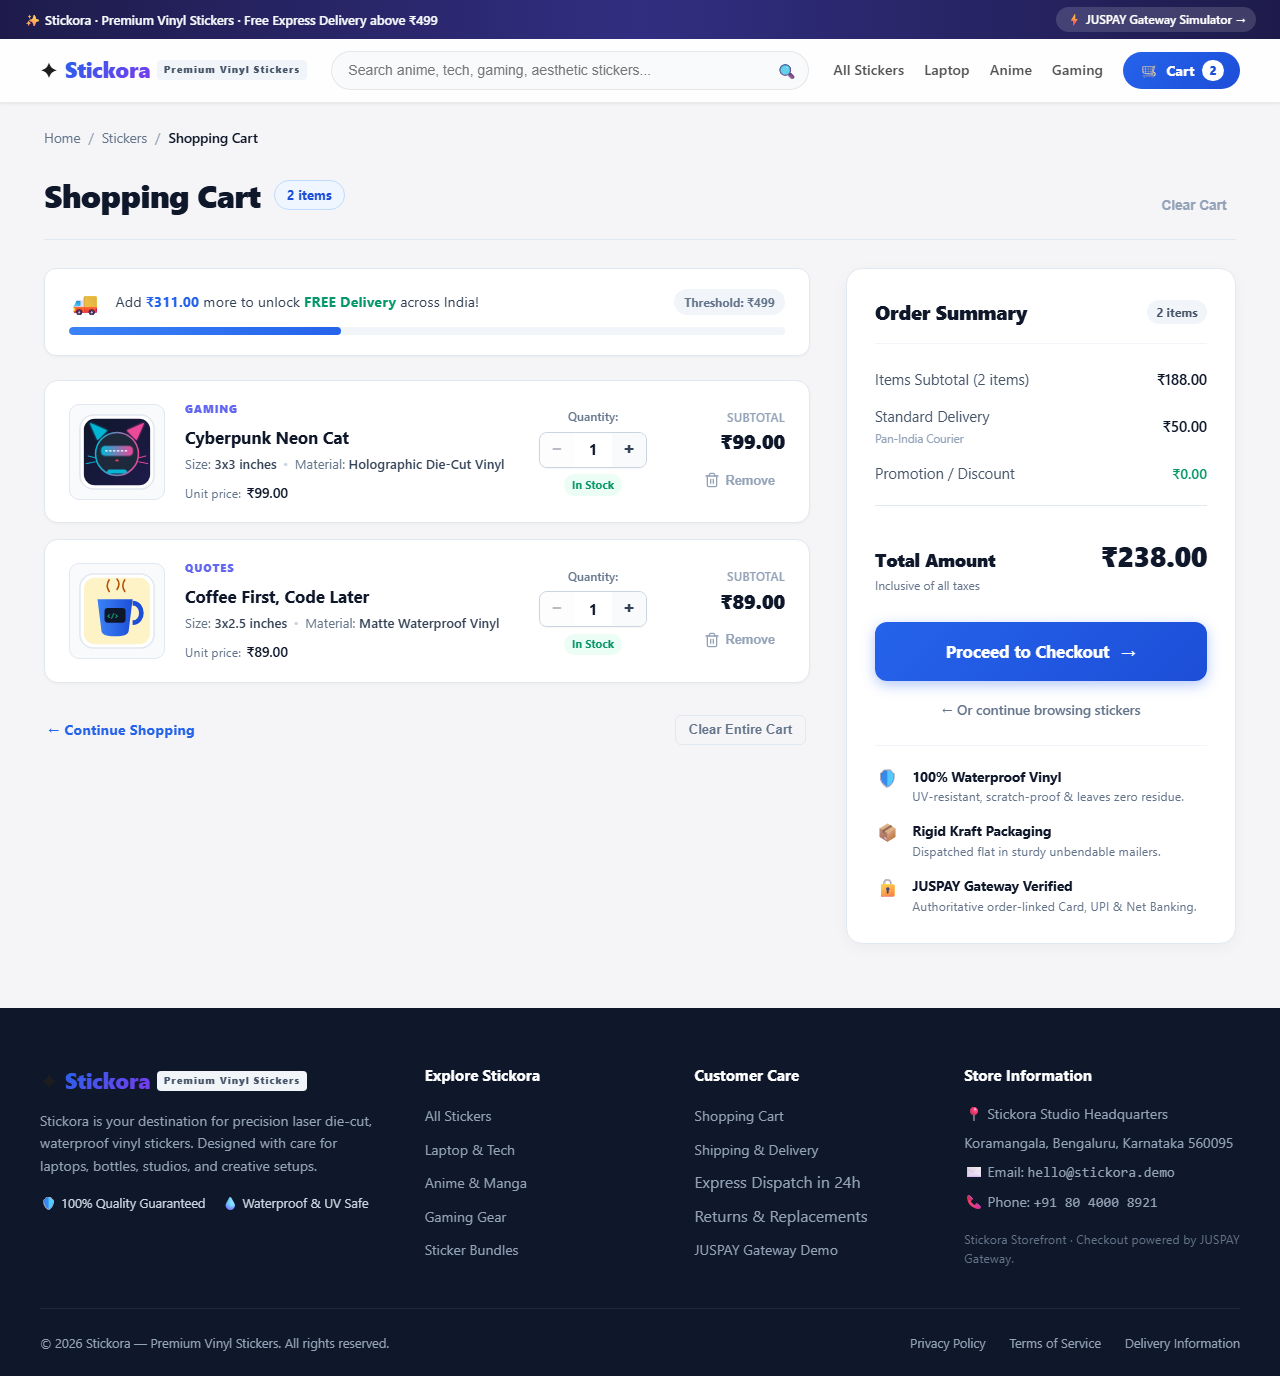 ✨ Stickora · Premium Vinyl Stickers · Free Express Delivery above ₹499
⚡ JUSPAY Gateway Simulator →
✦ Stickora Premium Vinyl Stickers
Search anime, tech, gaming, aesthetic stickers...
All Stickers Laptop Anime Gaming
Cart 2
Home / Stickers / Shopping Cart
Shopping Cart 2 items
Clear Cart
Add ₹311.00 more to unlock FREE Delivery across India!
Threshold: ₹499
GAMING
Cyberpunk Neon Cat
Size: 3x3 inches • Material: Holographic Die-Cut Vinyl
Unit price: ₹99.00
Quantity:
− 1 +
In Stock
SUBTOTAL
₹99.00
Remove
QUOTES
Coffee First, Code Later
Size: 3x2.5 inches • Material: Matte Waterproof Vinyl
Unit price: ₹89.00
</>
Quantity:
− 1 +
In Stock
SUBTOTAL
₹89.00
Remove
← Continue Shopping
Clear Entire Cart
Order Summary 2 items
Items Subtotal (2 items) ₹188.00
Standard Delivery ₹50.00
Pan-India Courier
Promotion / Discount ₹0.00
Total Amount ₹238.00
Inclusive of all taxes
Proceed to Checkout →
← Or continue browsing stickers
100% Waterproof Vinyl
UV-resistant, scratch-proof & leaves zero residue.
Rigid Kraft Packaging
Dispatched flat in sturdy unbendable mailers.
JUSPAY Gateway Verified
Authoritative order-linked Card, UPI & Net Banking.
✦ Stickora Premium Vinyl Stickers
Stickora is your destination for precision laser die-cut,
waterproof vinyl stickers. Designed with care for
laptops, bottles, studios, and creative setups.
100% Quality Guaranteed Waterproof & UV Safe
Explore Stickora
All Stickers
Laptop & Tech
Anime & Manga
Gaming Gear
Sticker Bundles
Customer Care
Shopping Cart
Shipping & Delivery
Express Dispatch in 24h
Returns & Replacements
JUSPAY Gateway Demo
Store Information
Stickora Studio Headquarters
Koramangala, Bengaluru, Karnataka 560095
Email: hello@stickora.demo
Phone: +91 80 4000 8921
Stickora Storefront · Checkout powered by JUSPAY
Gateway.
© 2026 Stickora — Premium Vinyl Stickers. All rights reserved.
Privacy Policy Terms of Service Delivery Information